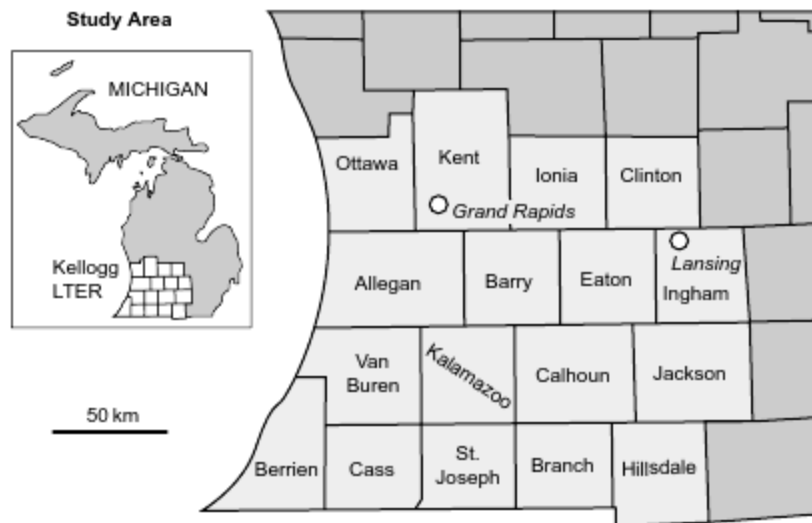 Study Area
MICHIGAN
Kellogg
LTER
50 km
Ottawa
Kent
Ionia
Clinton
Grand Rapids
Lansing
Allegan
Barry
Eaton
Ingham
Van
Buren
Kalamazoo
Calhoun
Jackson
Berrien
Cass
St.
Joseph
Branch
Hillsdale